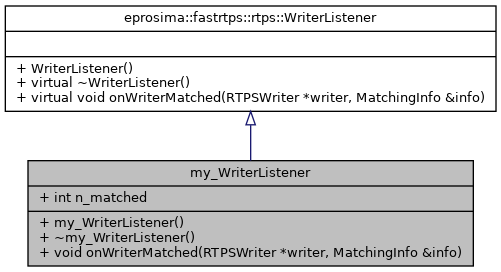 eprosima::fastrtps::rtps::WriterListener
+ WriterListener()
+ virtual ~WriterListener()
+ virtual void onWriterMatched(RTPSWriter *writer, MatchingInfo &info)
my_WriterListener
+ int n_matched
+ my_WriterListener()
+ ~my_WriterListener()
+ void onWriterMatched(RTPSWriter *writer, MatchingInfo &info)